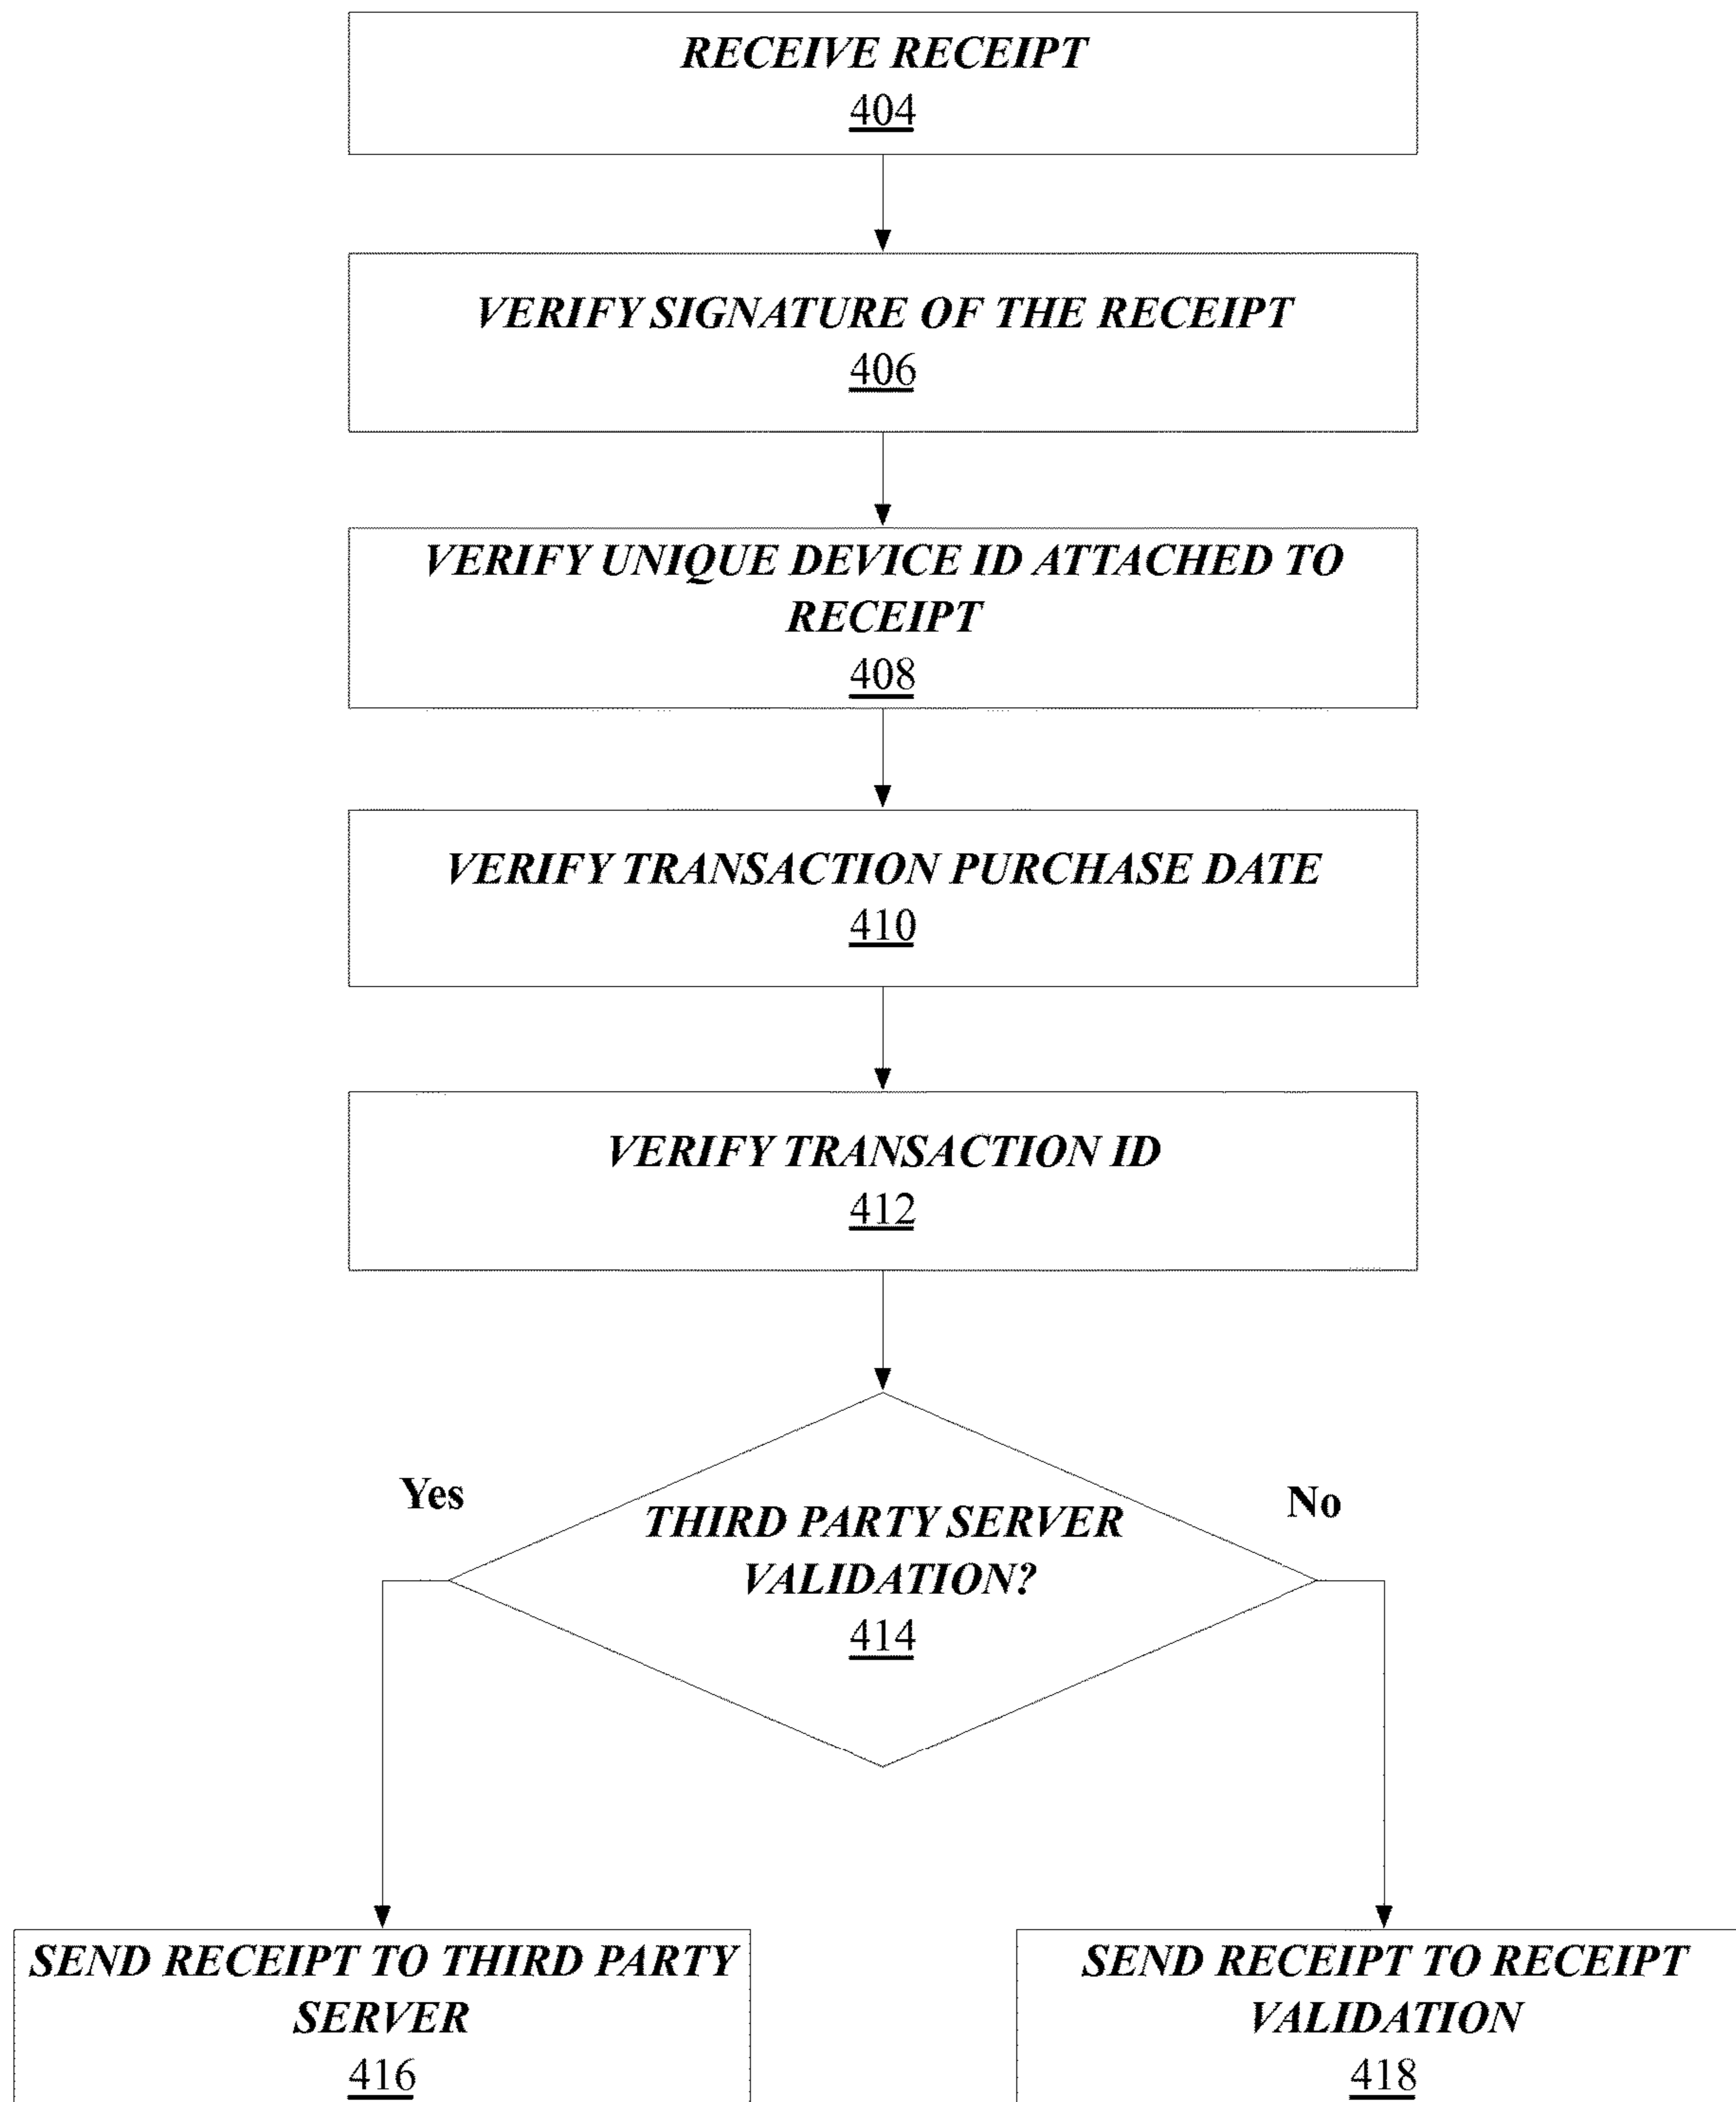 RECEIVE RECEIPT
404
VERIFY SIGNATURE OF THE RECEIPT
406
VERIFY UNIQUE DEVICE ID ATTACHED TO
RECEIPT
408
VERIFY TRANSACTION PURCHASE DATE
410
VERIFY TRANSACTION ID
412
Yes
No
THIRD PARTY SERVER
VALIDATION?
414
SEND RECEIPT TO THIRD PARTY
SERVER
416
SEND RECEIPT TO RECEIPT
VALIDATION
418